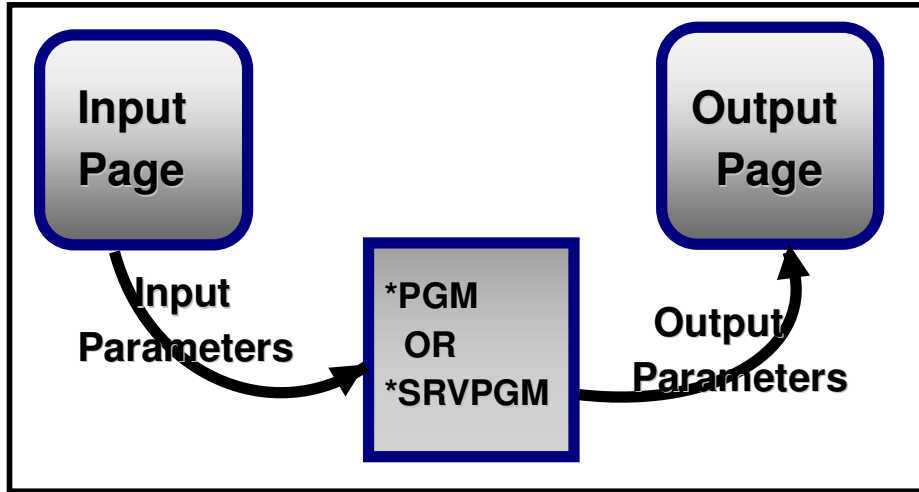 Input
Page
Output
Page
Input
Parameters
*PGM
OR
*SRVPGM
Output
Parameters